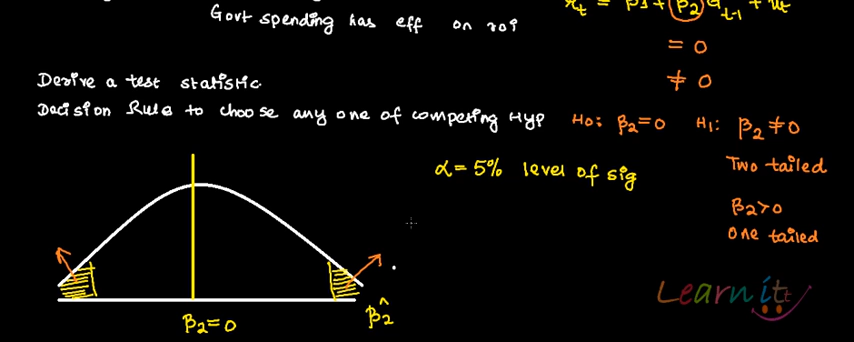 Govt spending has eff on roi
= 0
≠ 0
Derive a test statistic.
Decision Rule to choose any one of competing Hyp
H0: β2=0 H1: β2≠0
α=5% level of sig
Two tailed
β2>0
One tailed
β2=0
β̂2
Learnitt